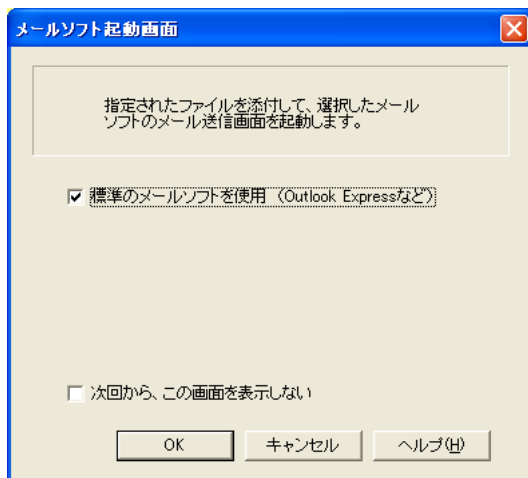 メールソフト起動画面
指定されたファイルを添付して、選択したメール
ソフトのメール送信画面を起動します。
標準のメールソフトを使用 (Outlook Expressなど)
次回から、この画面を表示しない
OK
キャンセル
ヘルプ(H)